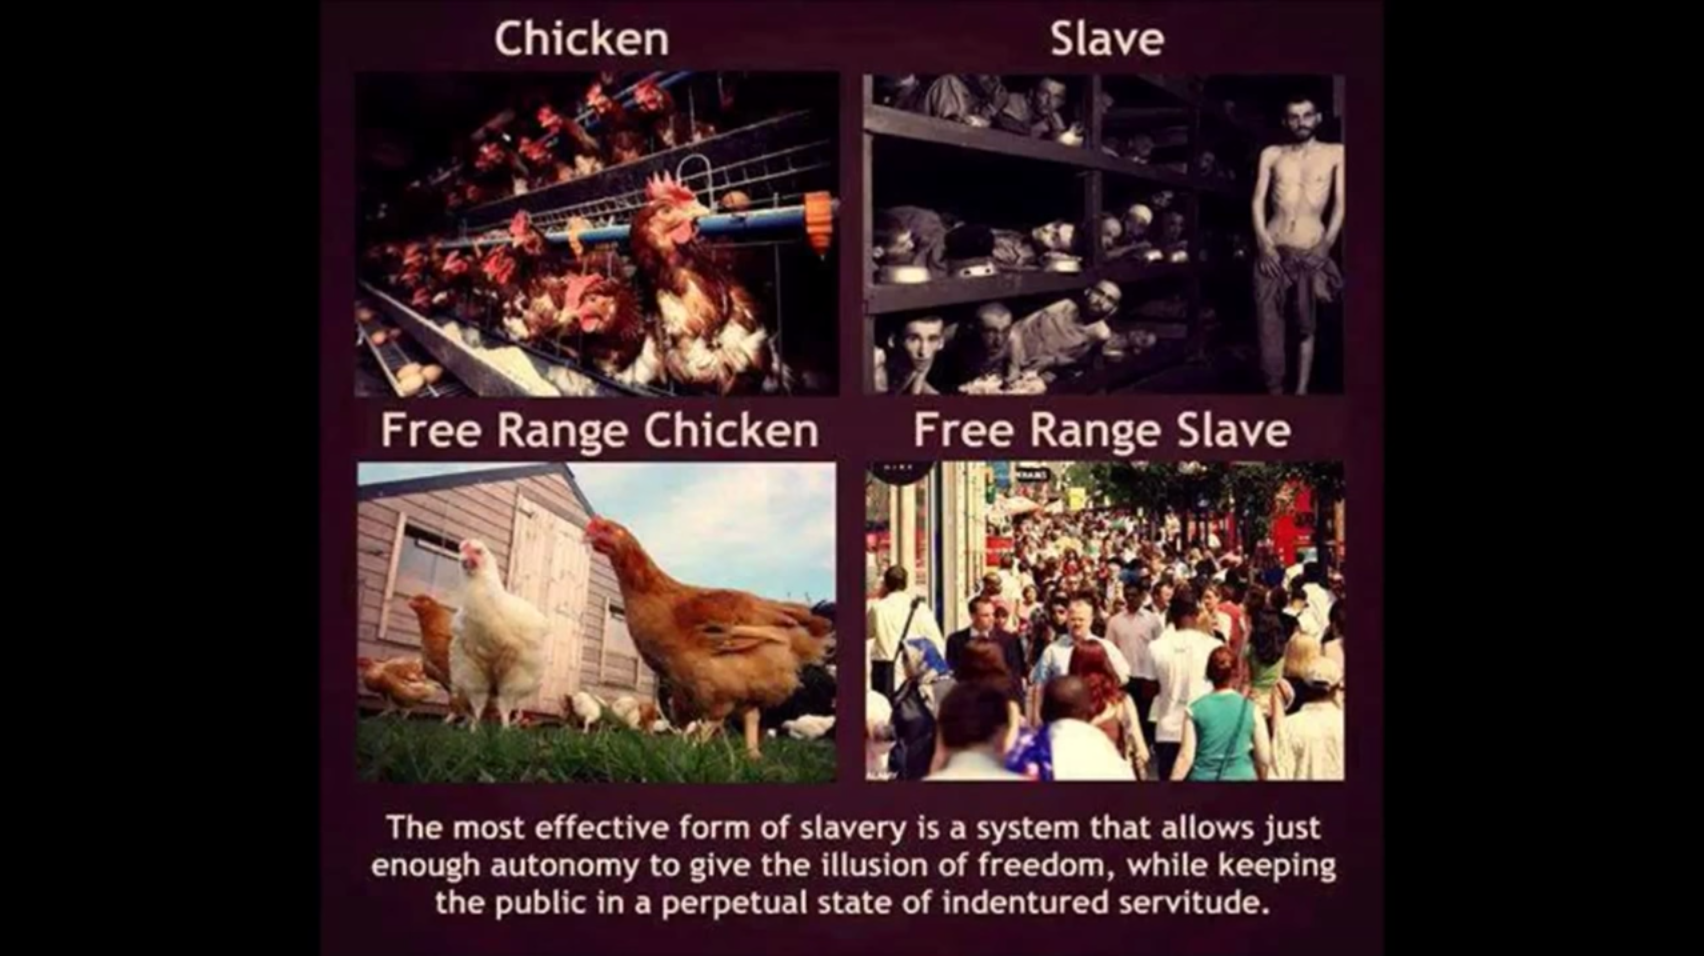 Chicken
Slave
Free Range Chicken
Free Range Slave
ALAMY
The most effective form of slavery is a system that allows just
enough autonomy to give the illusion of freedom, while keeping
the public in a perpetual state of indentured servitude.